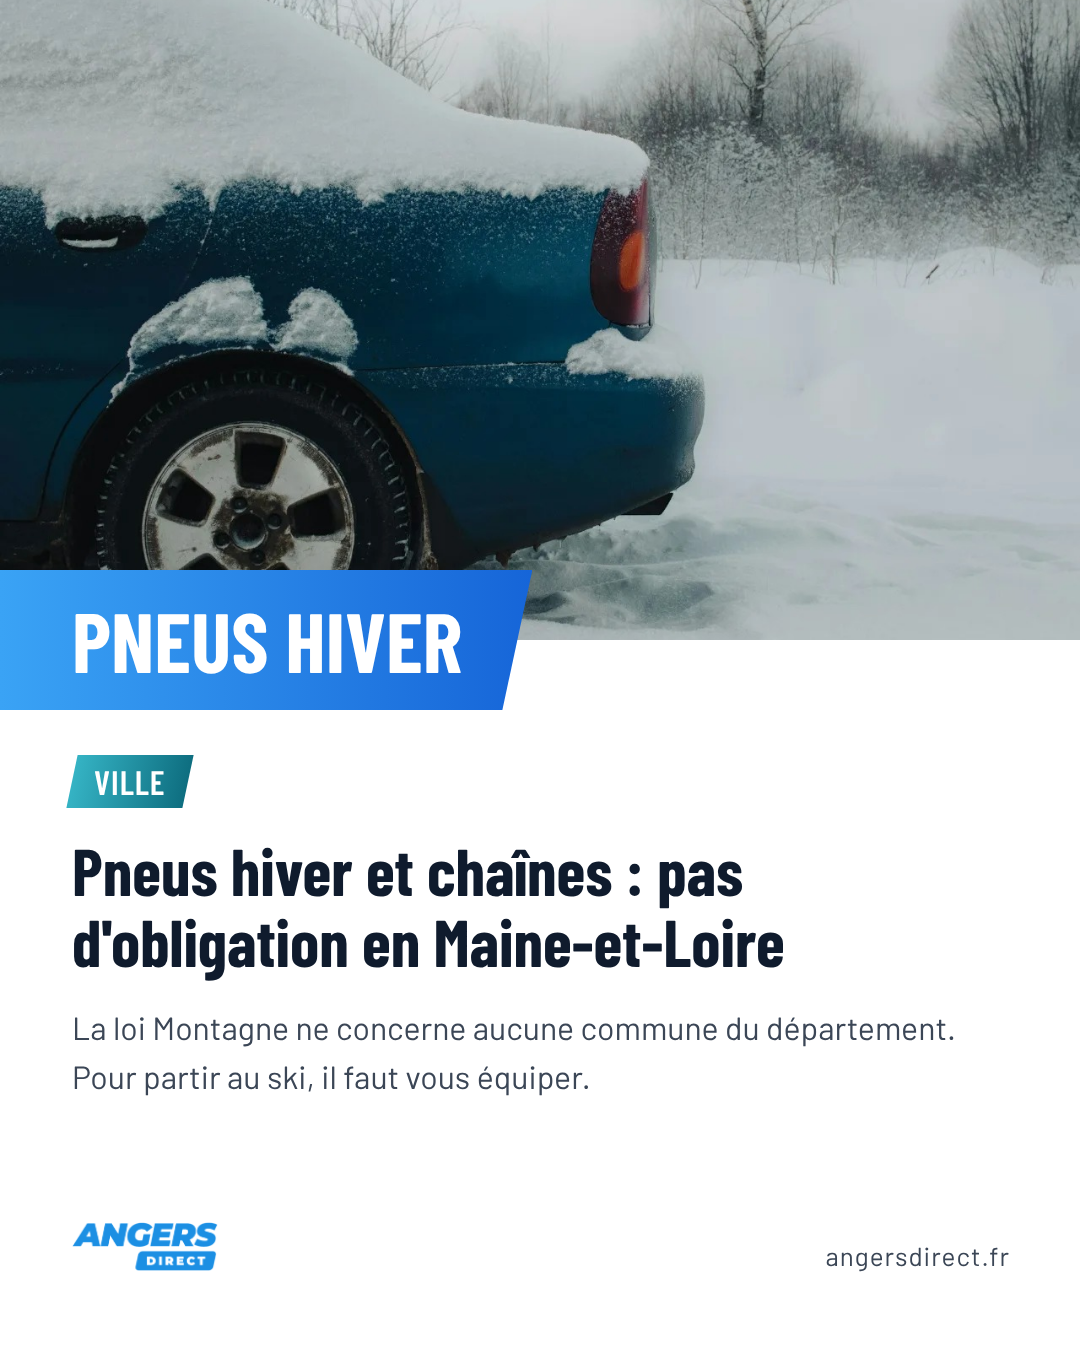 PNEUS HIVER
VILLE
Pneus hiver et chaînes : pas
d'obligation en Maine-et-Loire
La loi Montagne ne concerne aucune commune du département.
Pour partir au ski, il faut vous équiper.
ANGERS
DIRECT
angersdirect.fr